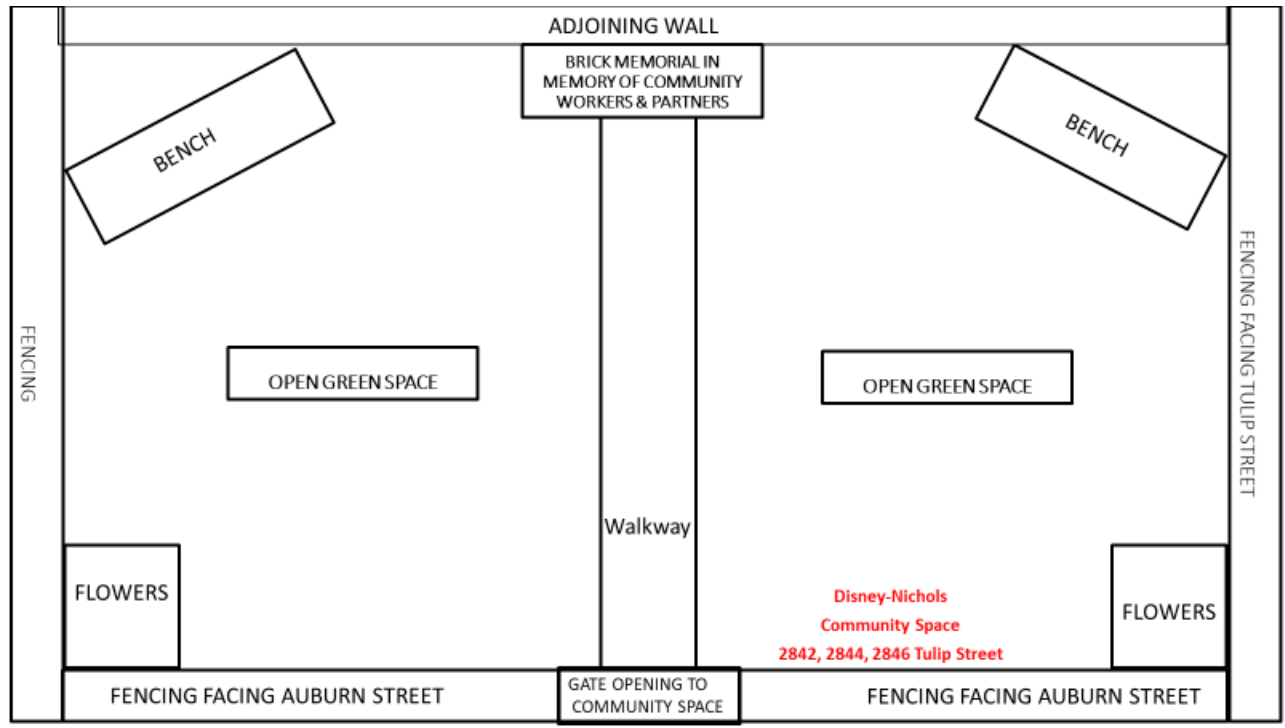 ADJOINING WALL
BRICK MEMORIAL IN
MEMORY OF COMMUNITY
WORKERS & PARTNERS
BENCH
BENCH
FENCING
FENCING FACING TULIP STREET
OPEN GREEN SPACE
OPEN GREEN SPACE
Walkway
FLOWERS
Disney-Nichols
Community Space
2842, 2844, 2846 Tulip Street
FLOWERS
FENCING FACING AUBURN STREET
GATE OPENING TO
COMMUNITY SPACE
FENCING FACING AUBURN STREET